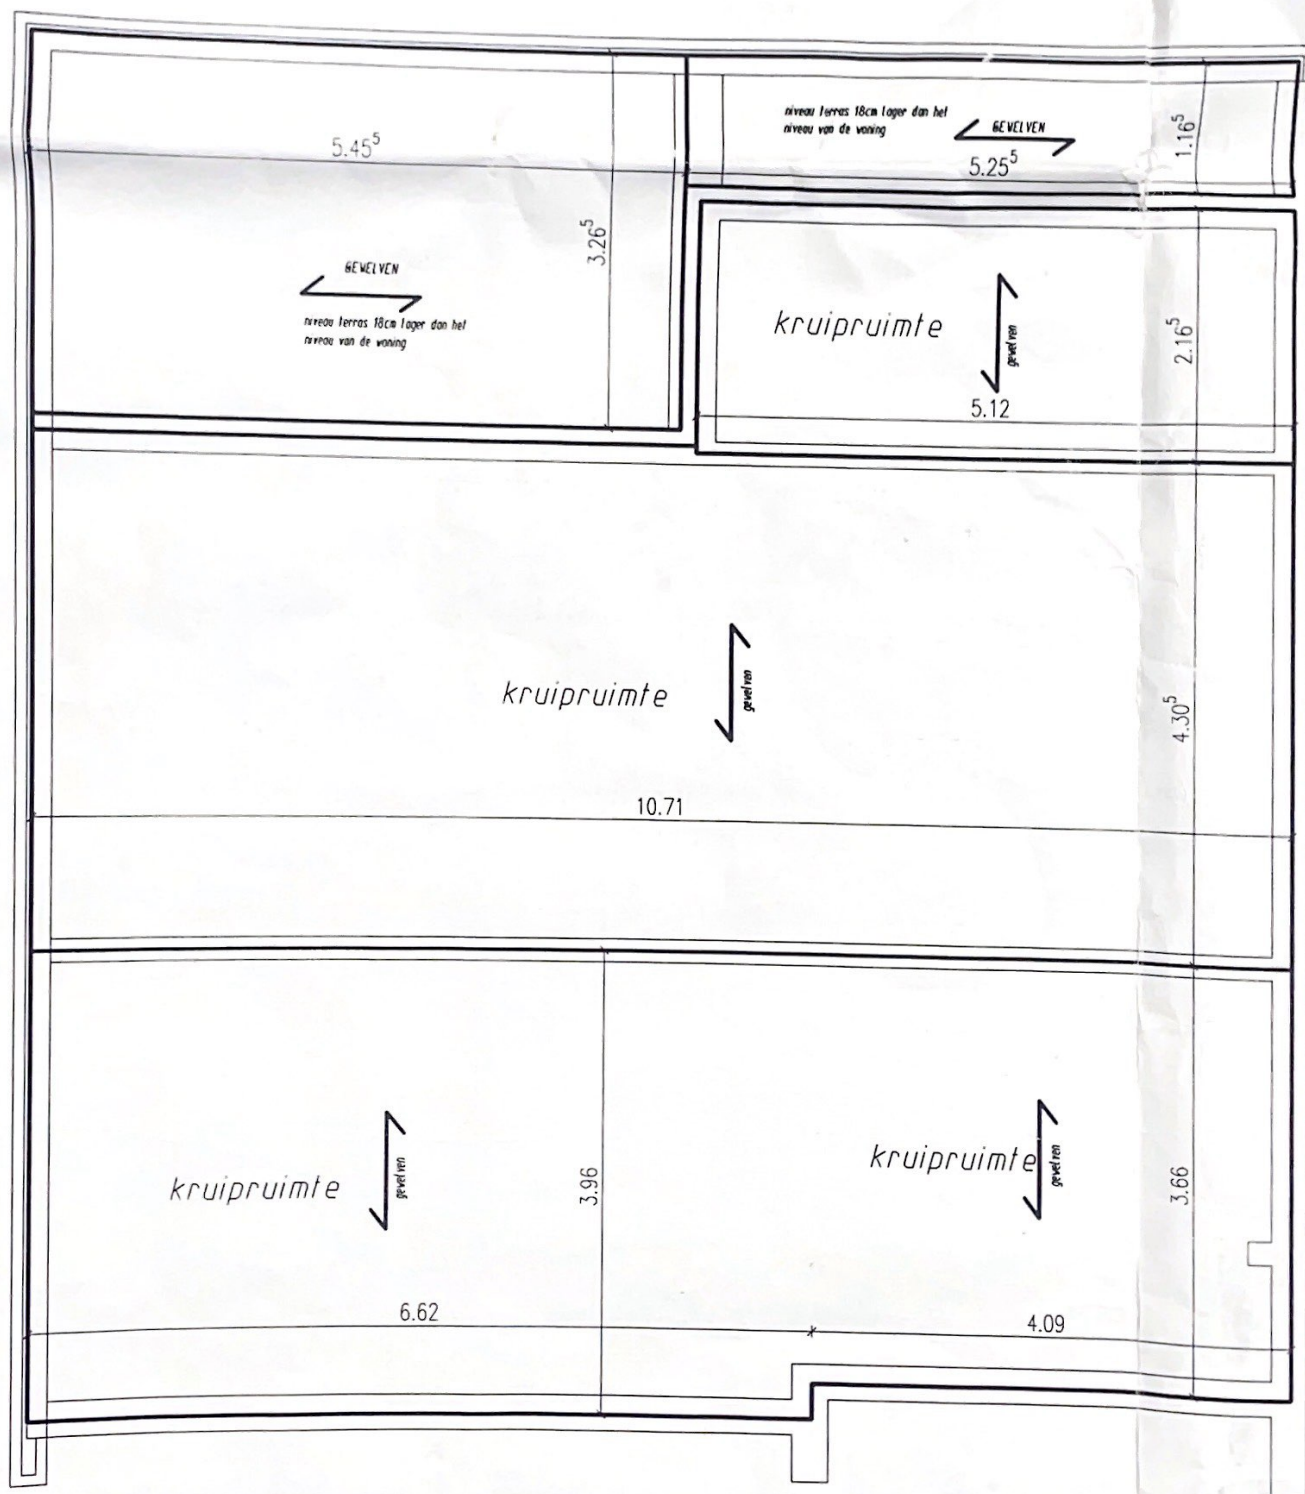 niveau terras 18cm lager dan het
niveau van de woning
GEWELVEN
5.25⁵
1.16⁵
5.45⁵
3.26⁵
GEWELVEN
niveau terras 18cm lager dan het
niveau van de woning
kruipruimte
gewelven
2.16⁵
5.12
kruipruimte
gewelven
4.30⁵
10.71
kruipruimte
gewelven
3.96
kruipruimte
gewelven
3.66
6.62
4.09